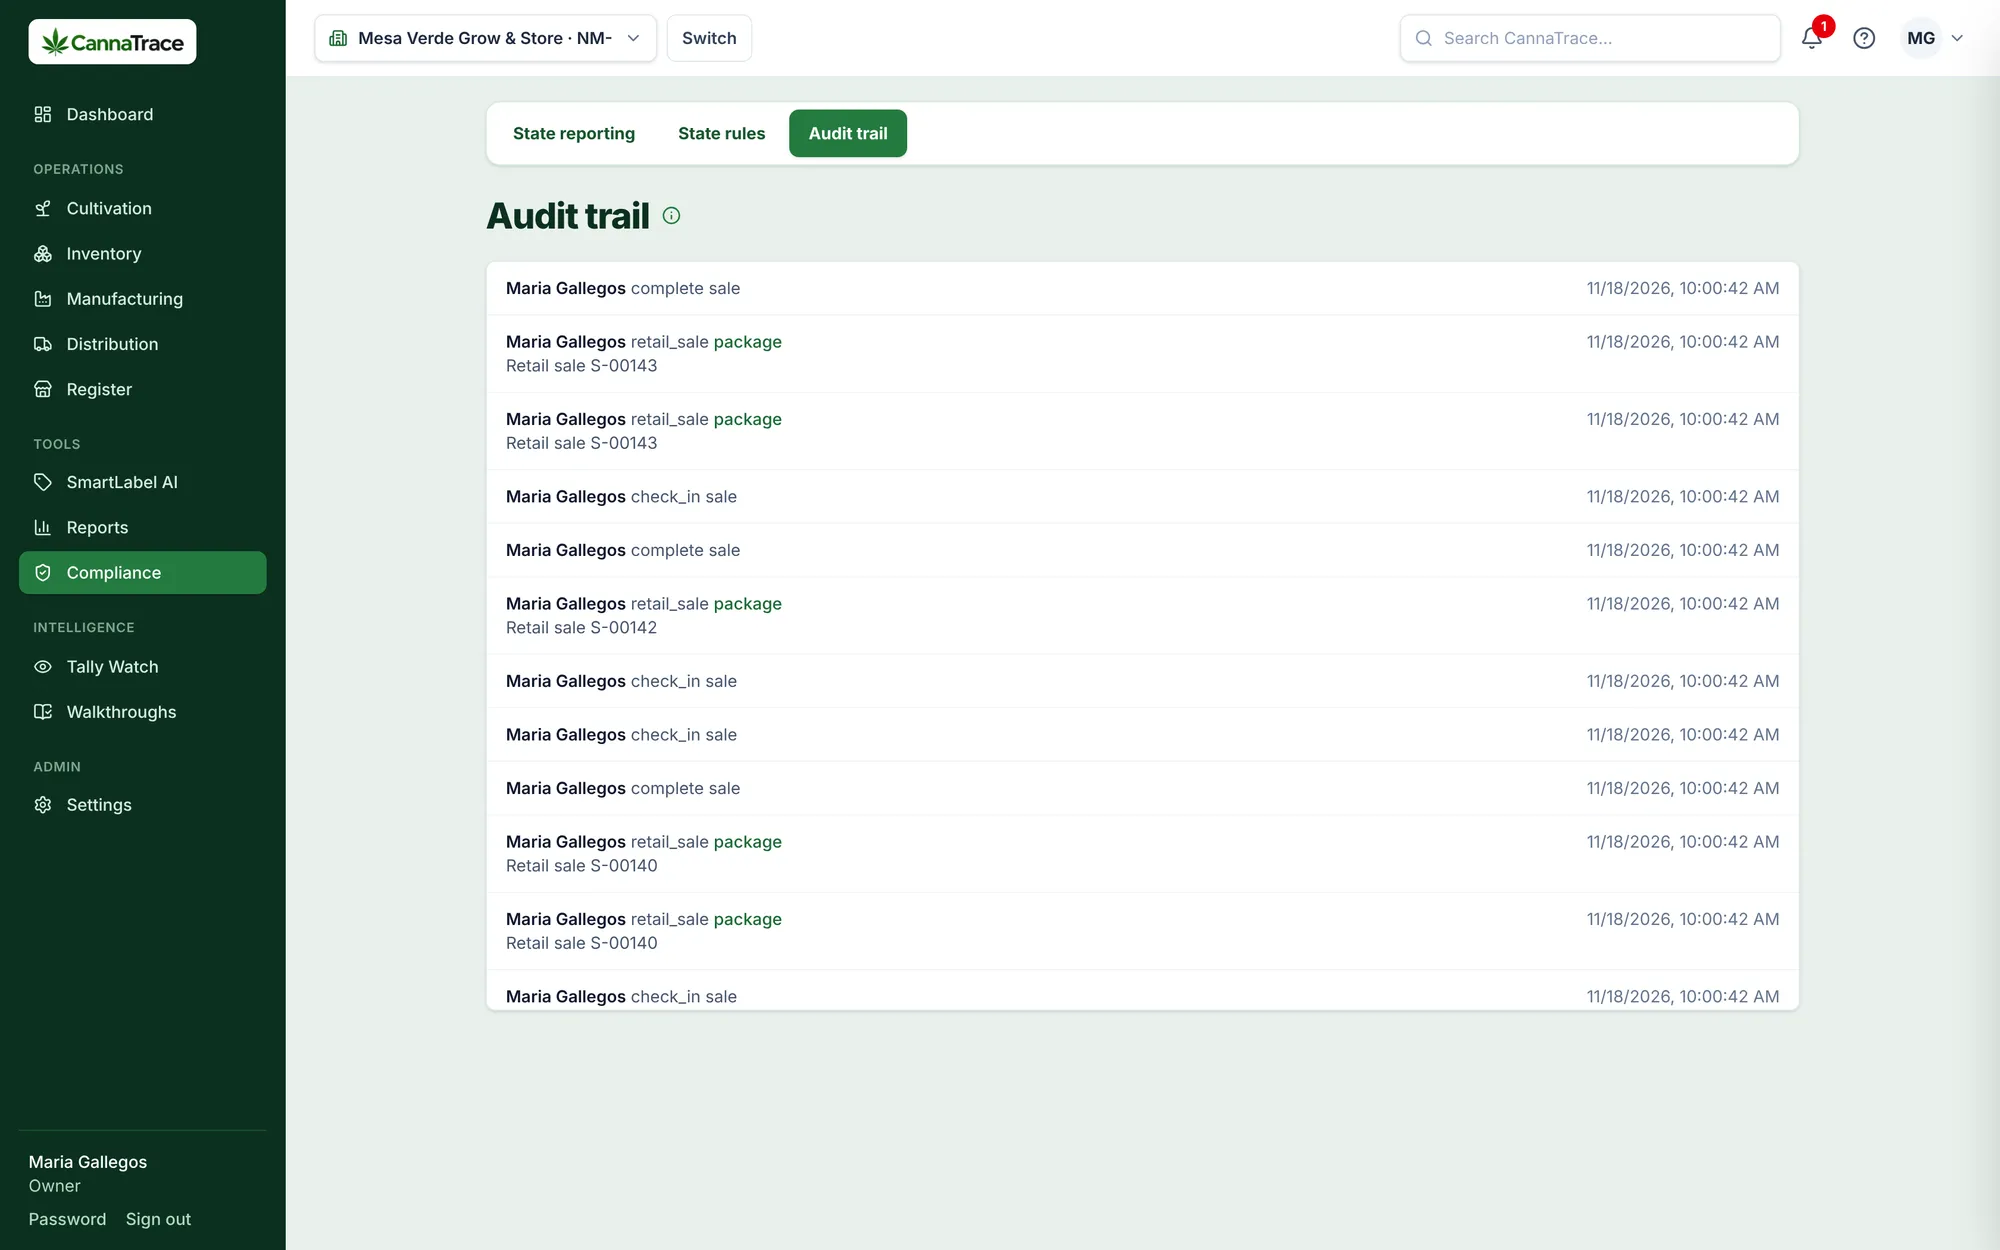 CannaTrace
Mesa Verde Grow & Store · NM-
Switch
Search CannaTrace...
1
MG
Dashboard
OPERATIONS
Cultivation
Inventory
Manufacturing
Distribution
Register
TOOLS
SmartLabel AI
Reports
Compliance
INTELLIGENCE
Tally Watch
Walkthroughs
ADMIN
Settings
Maria Gallegos
Owner
Password Sign out
State reporting State rules Audit trail
Audit trail
Maria Gallegos complete sale 11/18/2026, 10:00:42 AM
Maria Gallegos retail_sale package 11/18/2026, 10:00:42 AM
Retail sale S-00143
Maria Gallegos retail_sale package 11/18/2026, 10:00:42 AM
Retail sale S-00143
Maria Gallegos check_in sale 11/18/2026, 10:00:42 AM
Maria Gallegos complete sale 11/18/2026, 10:00:42 AM
Maria Gallegos retail_sale package 11/18/2026, 10:00:42 AM
Retail sale S-00142
Maria Gallegos check_in sale 11/18/2026, 10:00:42 AM
Maria Gallegos check_in sale 11/18/2026, 10:00:42 AM
Maria Gallegos complete sale 11/18/2026, 10:00:42 AM
Maria Gallegos retail_sale package 11/18/2026, 10:00:42 AM
Retail sale S-00140
Maria Gallegos retail_sale package 11/18/2026, 10:00:42 AM
Retail sale S-00140
Maria Gallegos check_in sale 11/18/2026, 10:00:42 AM